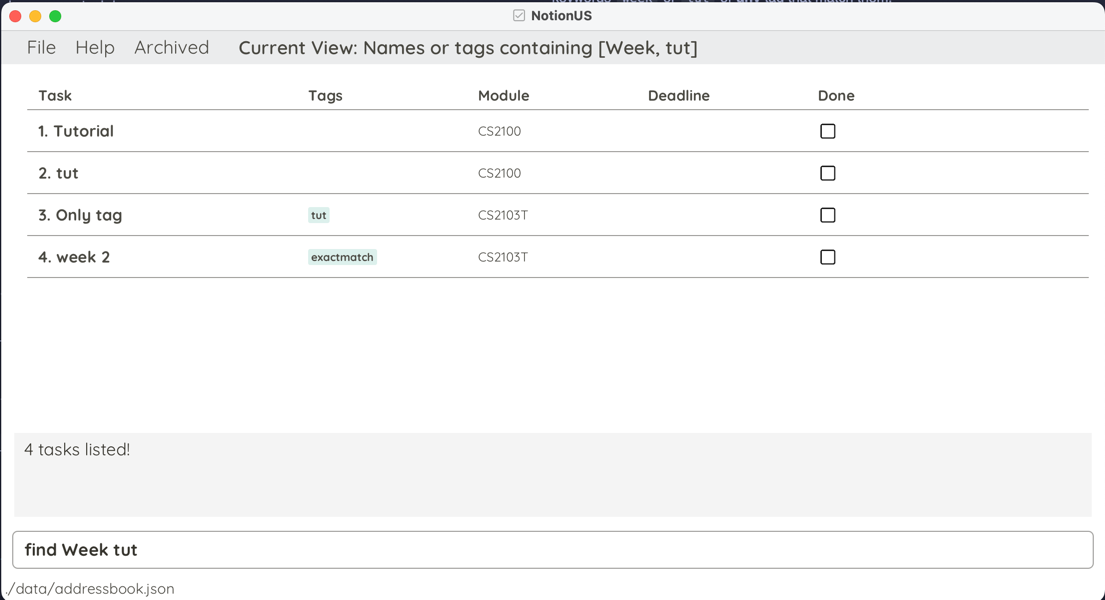 NotionUS
File Help Archived Current View: Names or tags containing [Week, tut]
Task Tags Module Deadline Done
1. Tutorial CS2100
2. tut CS2100
3. Only tag tut CS2103T
4. week 2 exactmatch CS2103T
4 tasks listed!
find Week tut
./data/addressbook.json